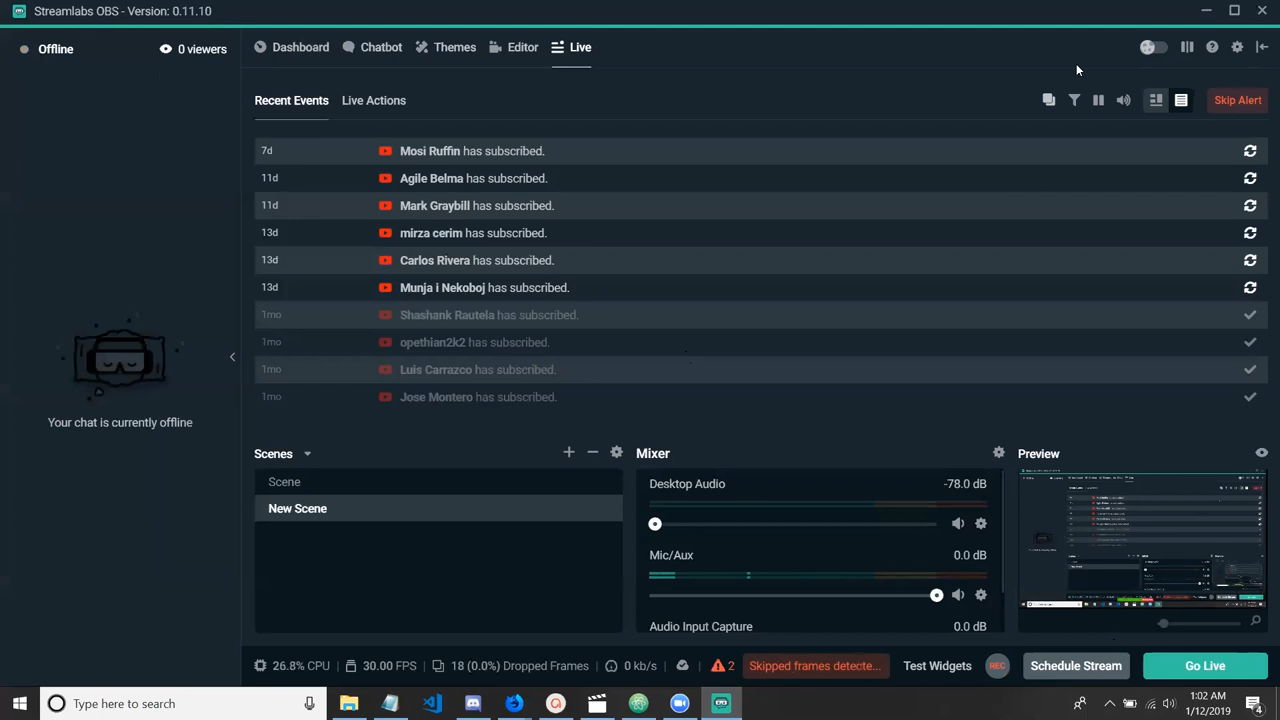 Streamlabs OBS - Version: 0.11.10
Offline
0 viewers
Dashboard
Chatbot
Themes
Editor
Live
Recent Events
Live Actions
Skip Alert
7d Mosi Ruffin has subscribed.
11d Agile Belma has subscribed.
11d Mark Graybill has subscribed.
13d mirza cerim has subscribed.
13d Carlos Rivera has subscribed.
13d Munja i Nekoboj has subscribed.
1mo Shashank Rautela has subscribed.
1mo opethian2k2 has subscribed.
1mo Luis Carrazco has subscribed.
1mo Jose Montero has subscribed.
Your chat is currently offline
Scenes
Scene
New Scene
Mixer
Desktop Audio -78.0 dB
Mic/Aux 0.0 dB
Audio Input Capture 0.0 dB
Preview
26.8% CPU
30.00 FPS
18 (0.0%) Dropped Frames
0 kb/s
2
Skipped frames detecte...
Test Widgets
REC
Schedule Stream
Go Live
Type here to search
1:02 AM
1/12/2019
4